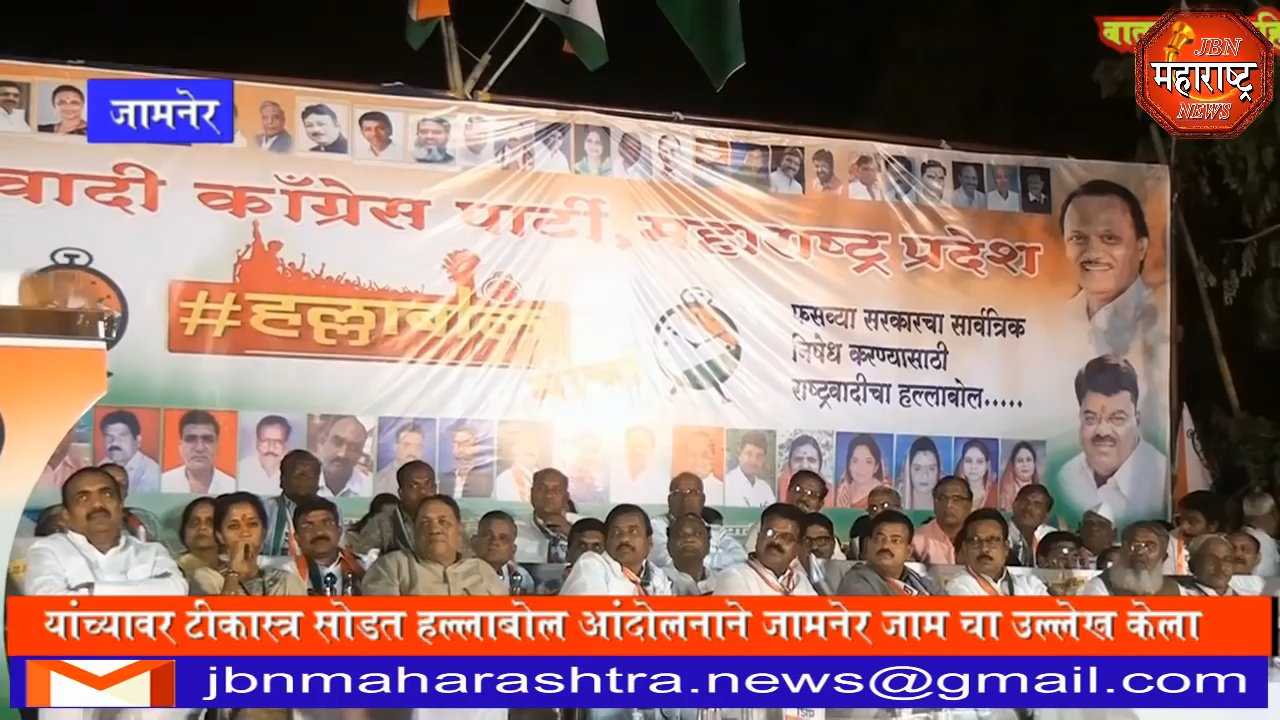 JBN
महाराष्ट्र
NEWS
जामनेर
वादी काँग्रेस पार्टी, महाराष्ट्र प्रदेश
#हल्लाबोल
फसव्या सरकारचा सार्वत्रिक
निषेध करण्यासाठी
राष्ट्रवादीचा हल्लाबोल.....
यांच्यावर टीकास्त्र सोडत हल्लाबोल आंदोलनाने जामनेर जाम चा उल्लेख केला
jbnmaharashtra.news@gmail.com